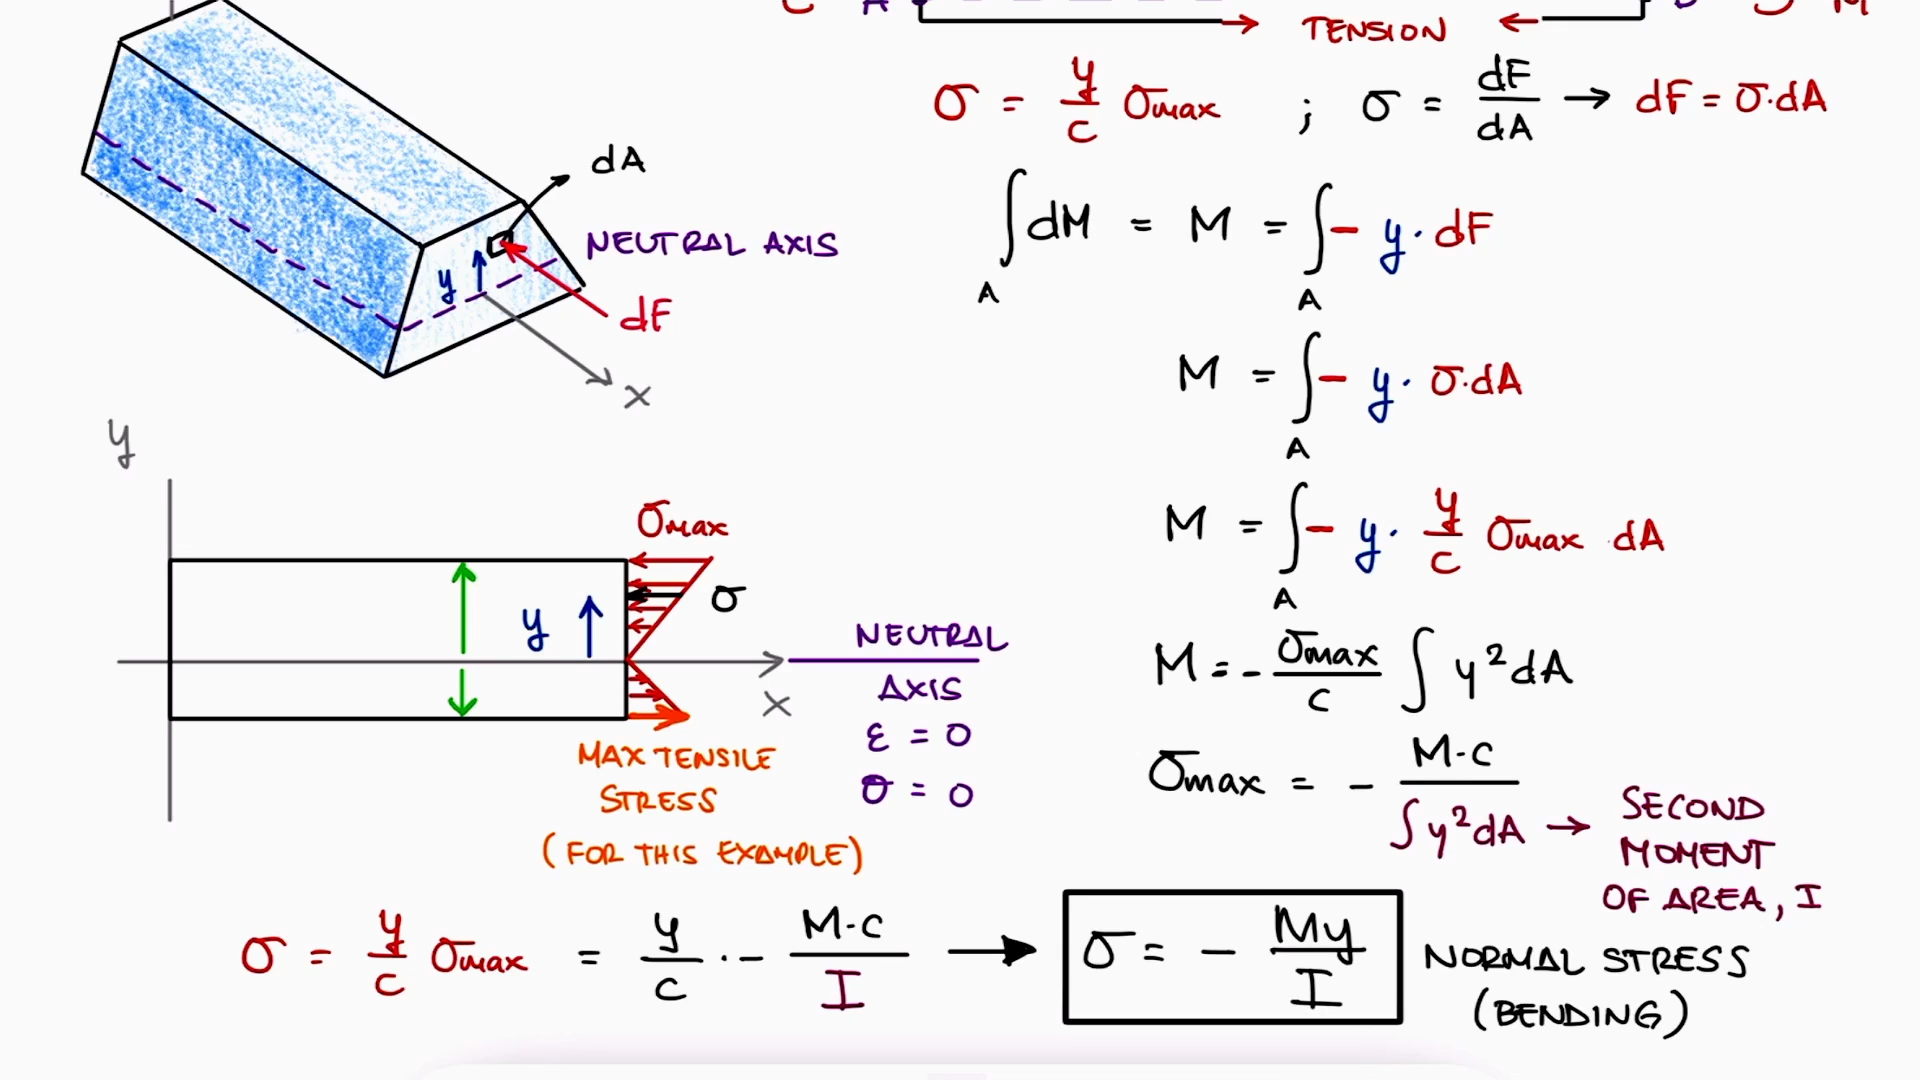 TENSION
σ = y/c σmax ; σ = dF/dA → dF = σ·dA
dA
NEUTRAL AXIS
y
dF
x
∫A dM = M = ∫A - y·dF
M = ∫A - y·σ·dA
M = ∫A - y·y/c σmax dA
M = - σmax/c ∫ y²dA
σmax = - M·c/∫y²dA → SECOND
MOMENT
OF AREA, I
y
σmax
σ
y
x
NEUTRAL
AXIS
ε = 0
σ = 0
MAX TENSILE
STRESS
(FOR THIS EXAMPLE)
σ = y/c σmax = y/c · - M·c/I → σ = - My/I
NORMAL STRESS
(BENDING)